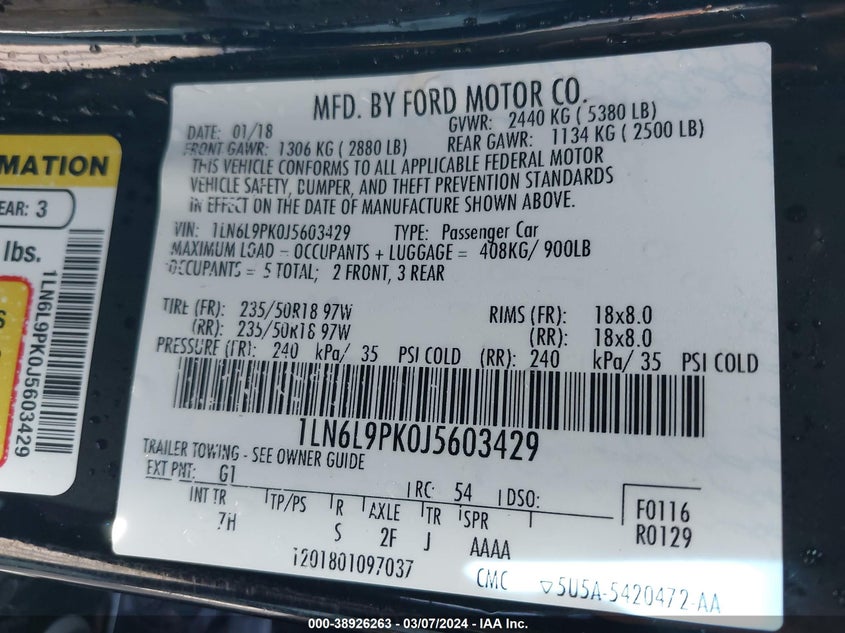 MFD. BY FORD MOTOR CO.
DATE: 01/18 GVWR: 2440 KG ( 5380 LB)
FRONT GAWR: 1306 KG ( 2880 LB) REAR GAWR: 1134 KG ( 2500 LB)
THIS VEHICLE CONFORMS TO ALL APPLICABLE FEDERAL MOTOR
VEHICLE SAFETY, BUMPER, AND THEFT PREVENTION STANDARDS
IN EFFECT ON THE DATE OF MANUFACTURE SHOWN ABOVE.
VIN: 1LN6L9PK0J5603429 TYPE: Passenger Car
MAXIMUM LOAD – OCCUPANTS + LUGGAGE = 408KG/ 900LB
OCCUPANTS = 5 TOTAL; 2 FRONT, 3 REAR
TIRE (FR): 235/50R18 97W RIMS (FR): 18x8.0
(RR): 235/50R18 97W (RR): 18x8.0
PRESSURE (FR): 240 kPa/ 35 PSI COLD (RR): 240 kPa/ 35 PSI COLD
1LN6L9PK0J5603429
TRAILER TOWING - SEE OWNER GUIDE
EXT PNT: G1 RC: 54 DSO:
INT TR TP/PS R AXLE TR SPR
7H S 2F J AAAA
F0116
R0129
T201801097037
CMC ▽5U5A-5420472-AA
MATION
EAR: 3
lbs.
S
1LN6L9PK0J5603429
000-38926263 - 03/07/2024 - IAA Inc.